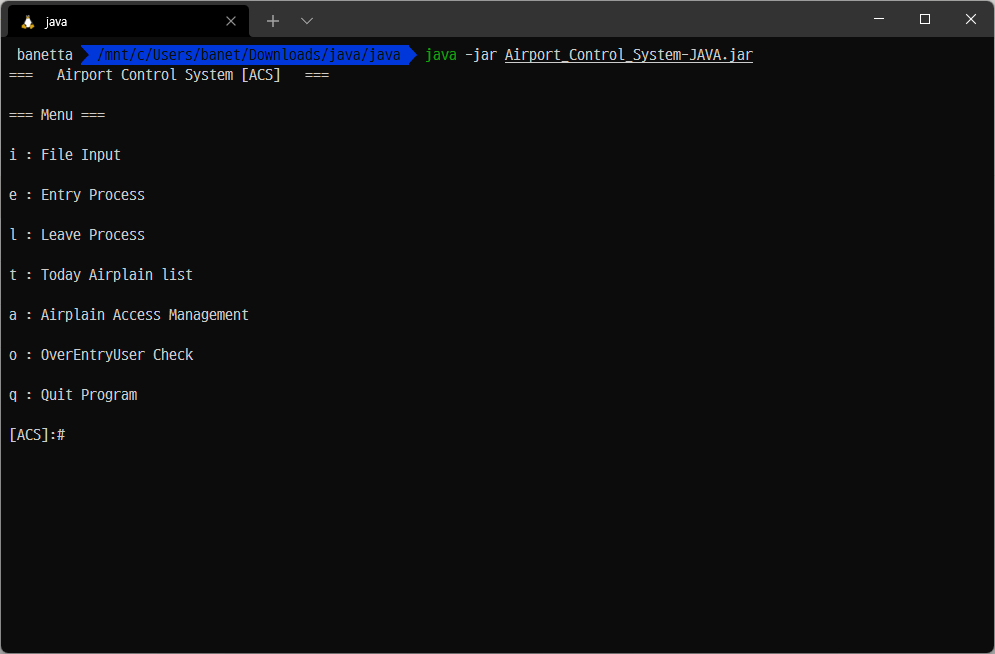 java
banetta /mnt/c/Users/banet/Downloads/java/java java -jar Airport_Control_System-JAVA.jar
===   Airport Control System [ACS]   ===
=== Menu ===
i : File Input
e : Entry Process
l : Leave Process
t : Today Airplain list
a : Airplain Access Management
o : OverEntryUser Check
q : Quit Program
[ACS]:#